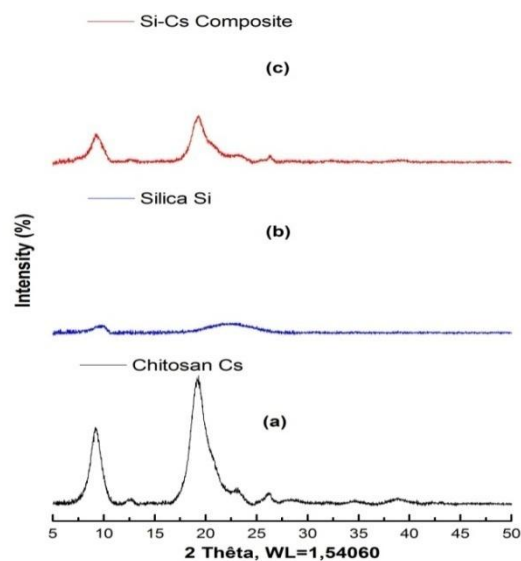 Si-Cs Composite
(c)
Silica Si
(b)
Intensity (%)
Chitosan Cs
(a)
5 10 15 20 25 30 35 40 45 50
2 Thêta, WL=1,54060